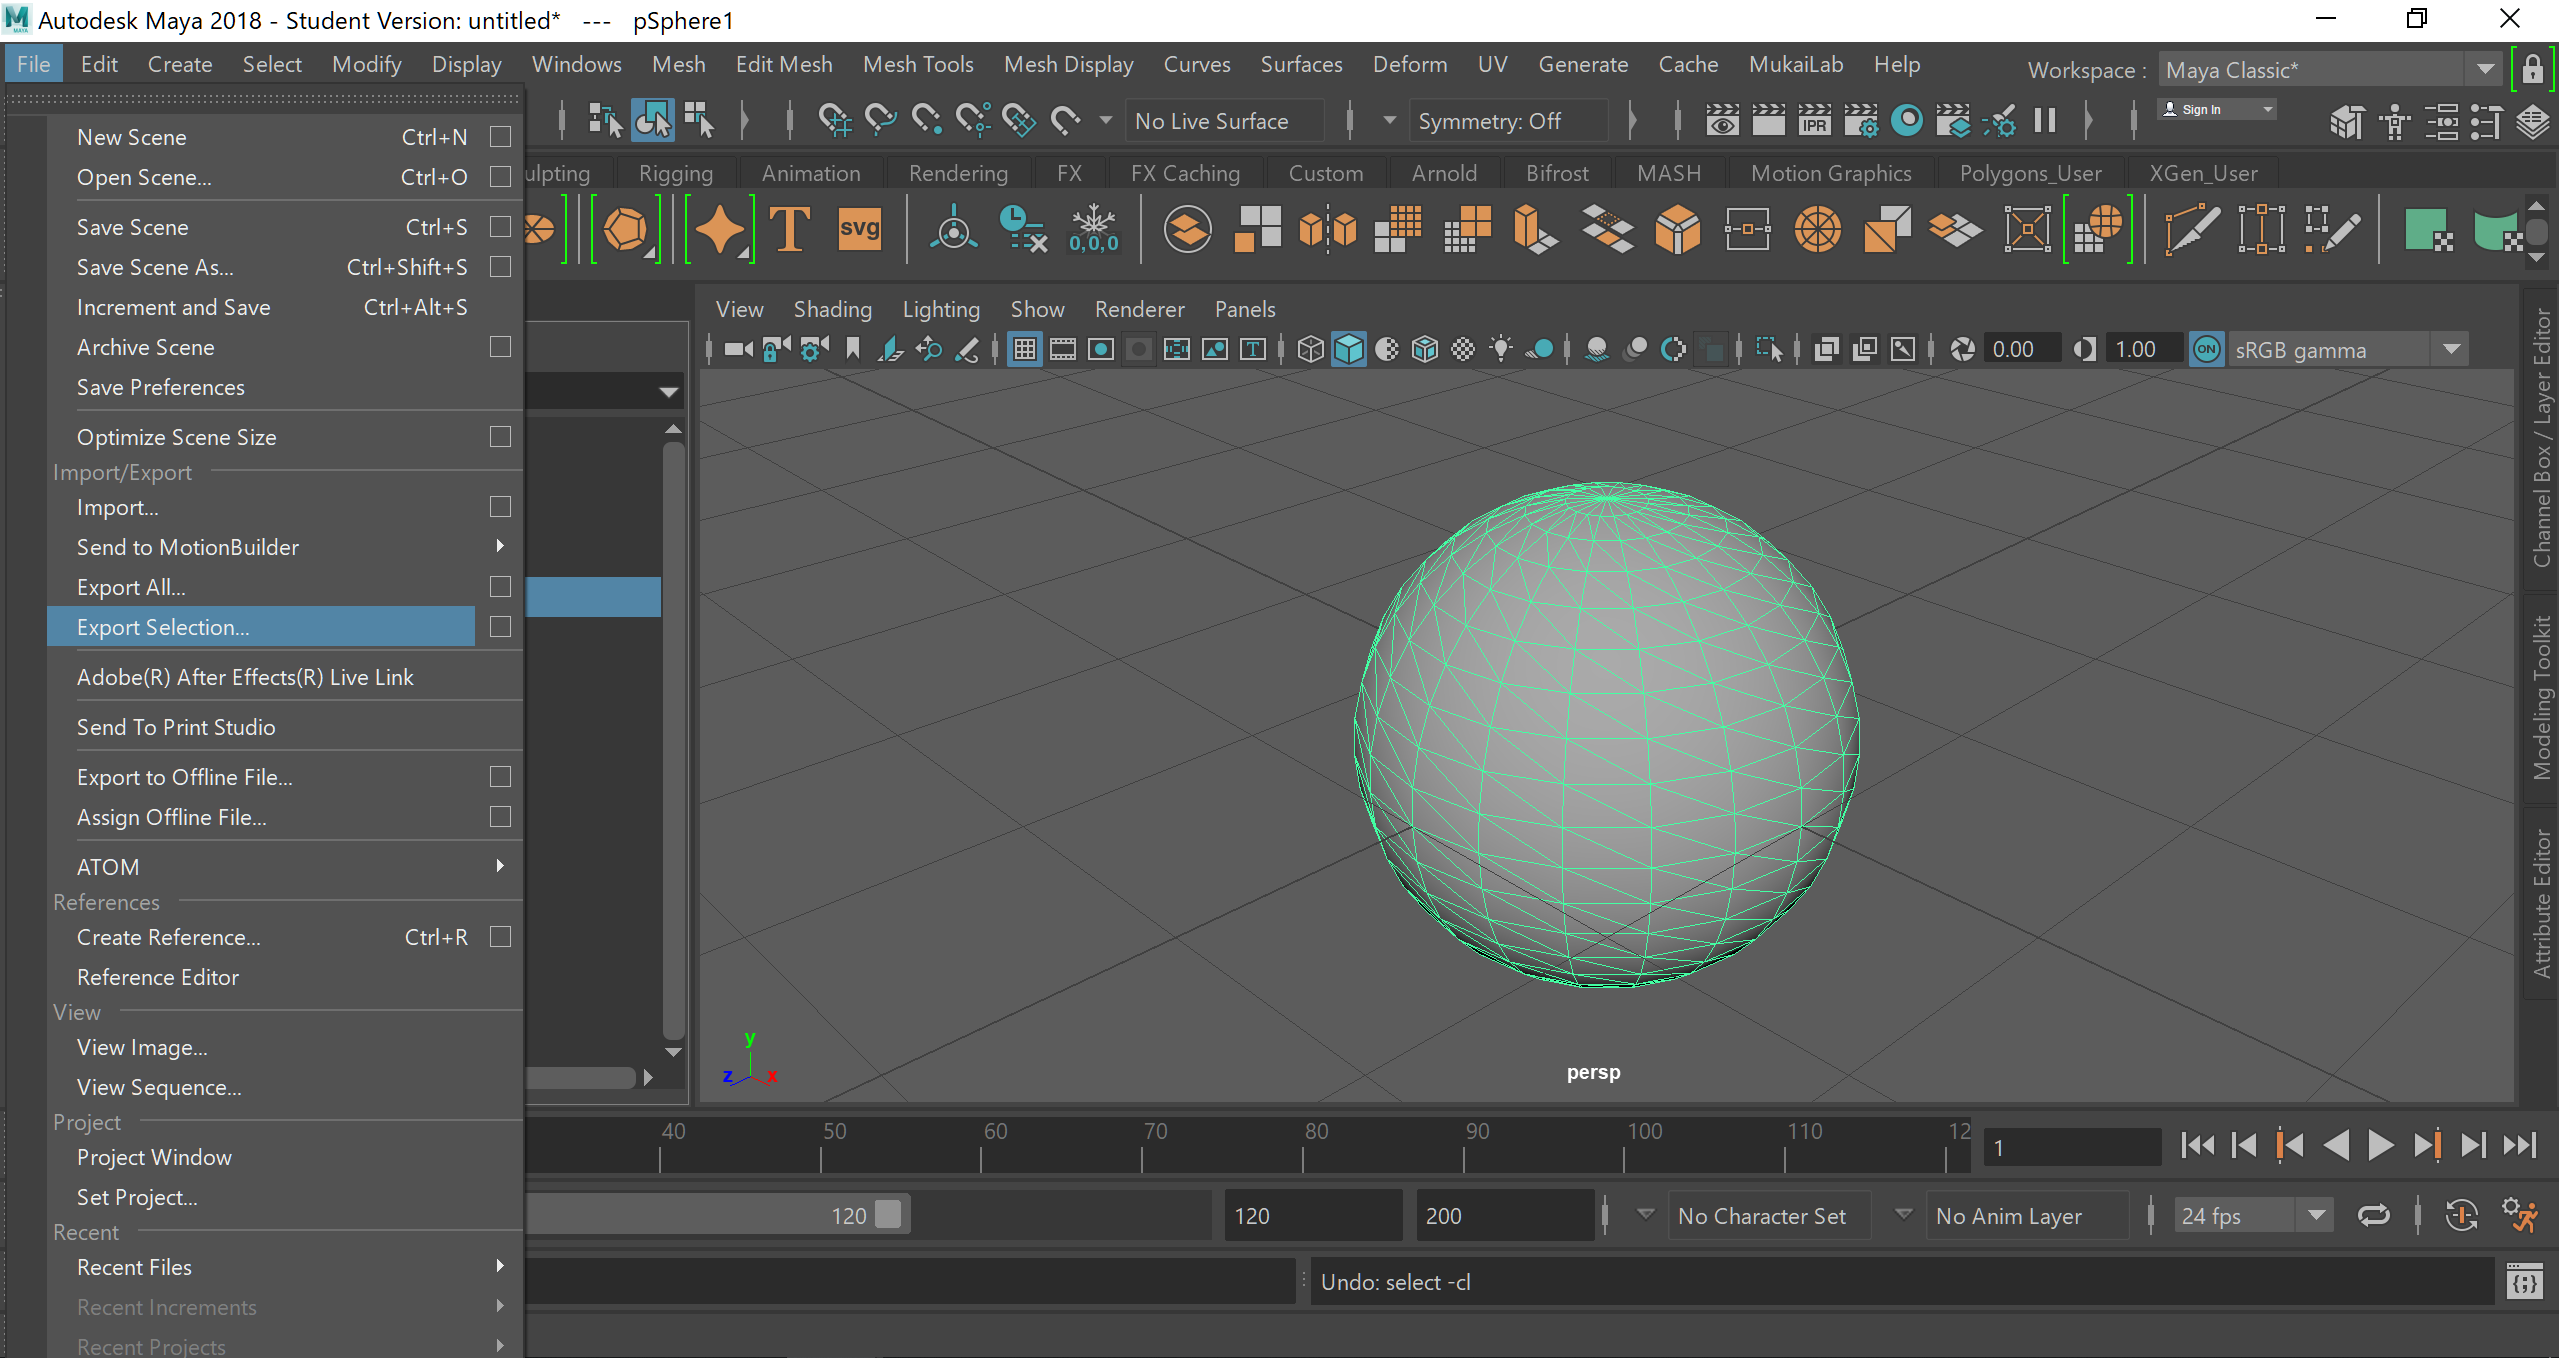 Autodesk Maya 2018 - Student Version: untitled*   ---   pSphere1
File Edit Create Select Modify Display Windows Mesh Edit Mesh Mesh Tools Mesh Display Curves Surfaces Deform UV Generate Cache MukaiLab Help
Workspace : Maya Classic*
No Live Surface
Symmetry: Off
IPR
Sign In
ulpting Rigging Animation Rendering FX FX Caching Custom Arnold Bifrost MASH Motion Graphics Polygons_User XGen_User
T svg 0,0,0
New Scene Ctrl+N
Open Scene... Ctrl+O
Save Scene Ctrl+S
Save Scene As... Ctrl+Shift+S
Increment and Save Ctrl+Alt+S
Archive Scene
Save Preferences
Optimize Scene Size
Import/Export
Import...
Send to MotionBuilder
Export All...
Export Selection...
Adobe(R) After Effects(R) Live Link
Send To Print Studio
Export to Offline File...
Assign Offline File...
ATOM
References
Create Reference... Ctrl+R
Reference Editor
View
View Image...
View Sequence...
Project
Project Window
Set Project...
Recent
Recent Files
Recent Increments
Recent Projects
View Shading Lighting Show Renderer Panels
0.00 1.00 ON sRGB gamma
Channel Box / Layer Editor
Modeling Toolkit
Attribute Editor
y
z x
persp
40 50 60 70 80 90 100 110 12
1
120 120 200 No Character Set No Anim Layer 24 fps
Undo: select -cl